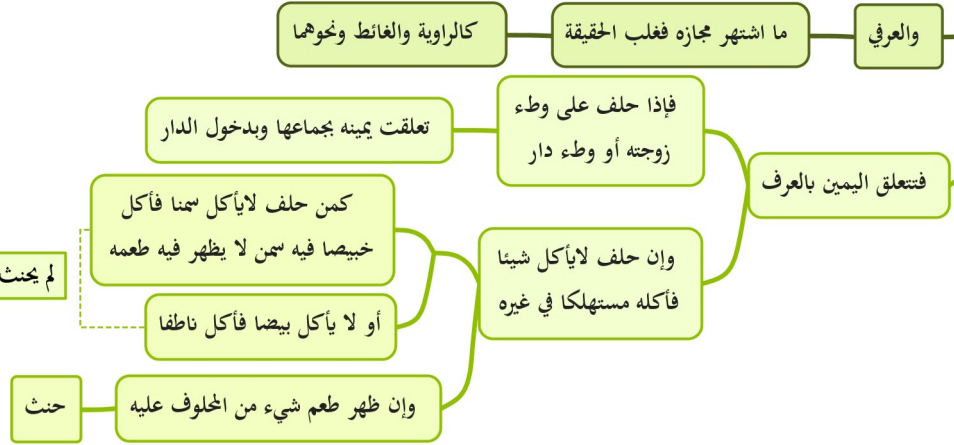 والعرفي
ما اشتهر مجازه فغلب الحقيقة
كالراوية والغائط ونحوهما
فتتعلق اليمين بالعرف
فإذا حلف على وطء
زوجته أو وطء دار
تعلقت يمينه بجماعها وبدخول الدار
وإن حلف لايأكل شيئا
فأكله مستهلكا في غيره
كمن حلف لايأكل سمنا فأكل
خبيصا فيه سمن لا يظهر فيه طعمه
أو لا يأكل بيضا فأكل ناطفا
لم يحنث
وإن ظهر طعم شيء من المحلوف عليه
حنث